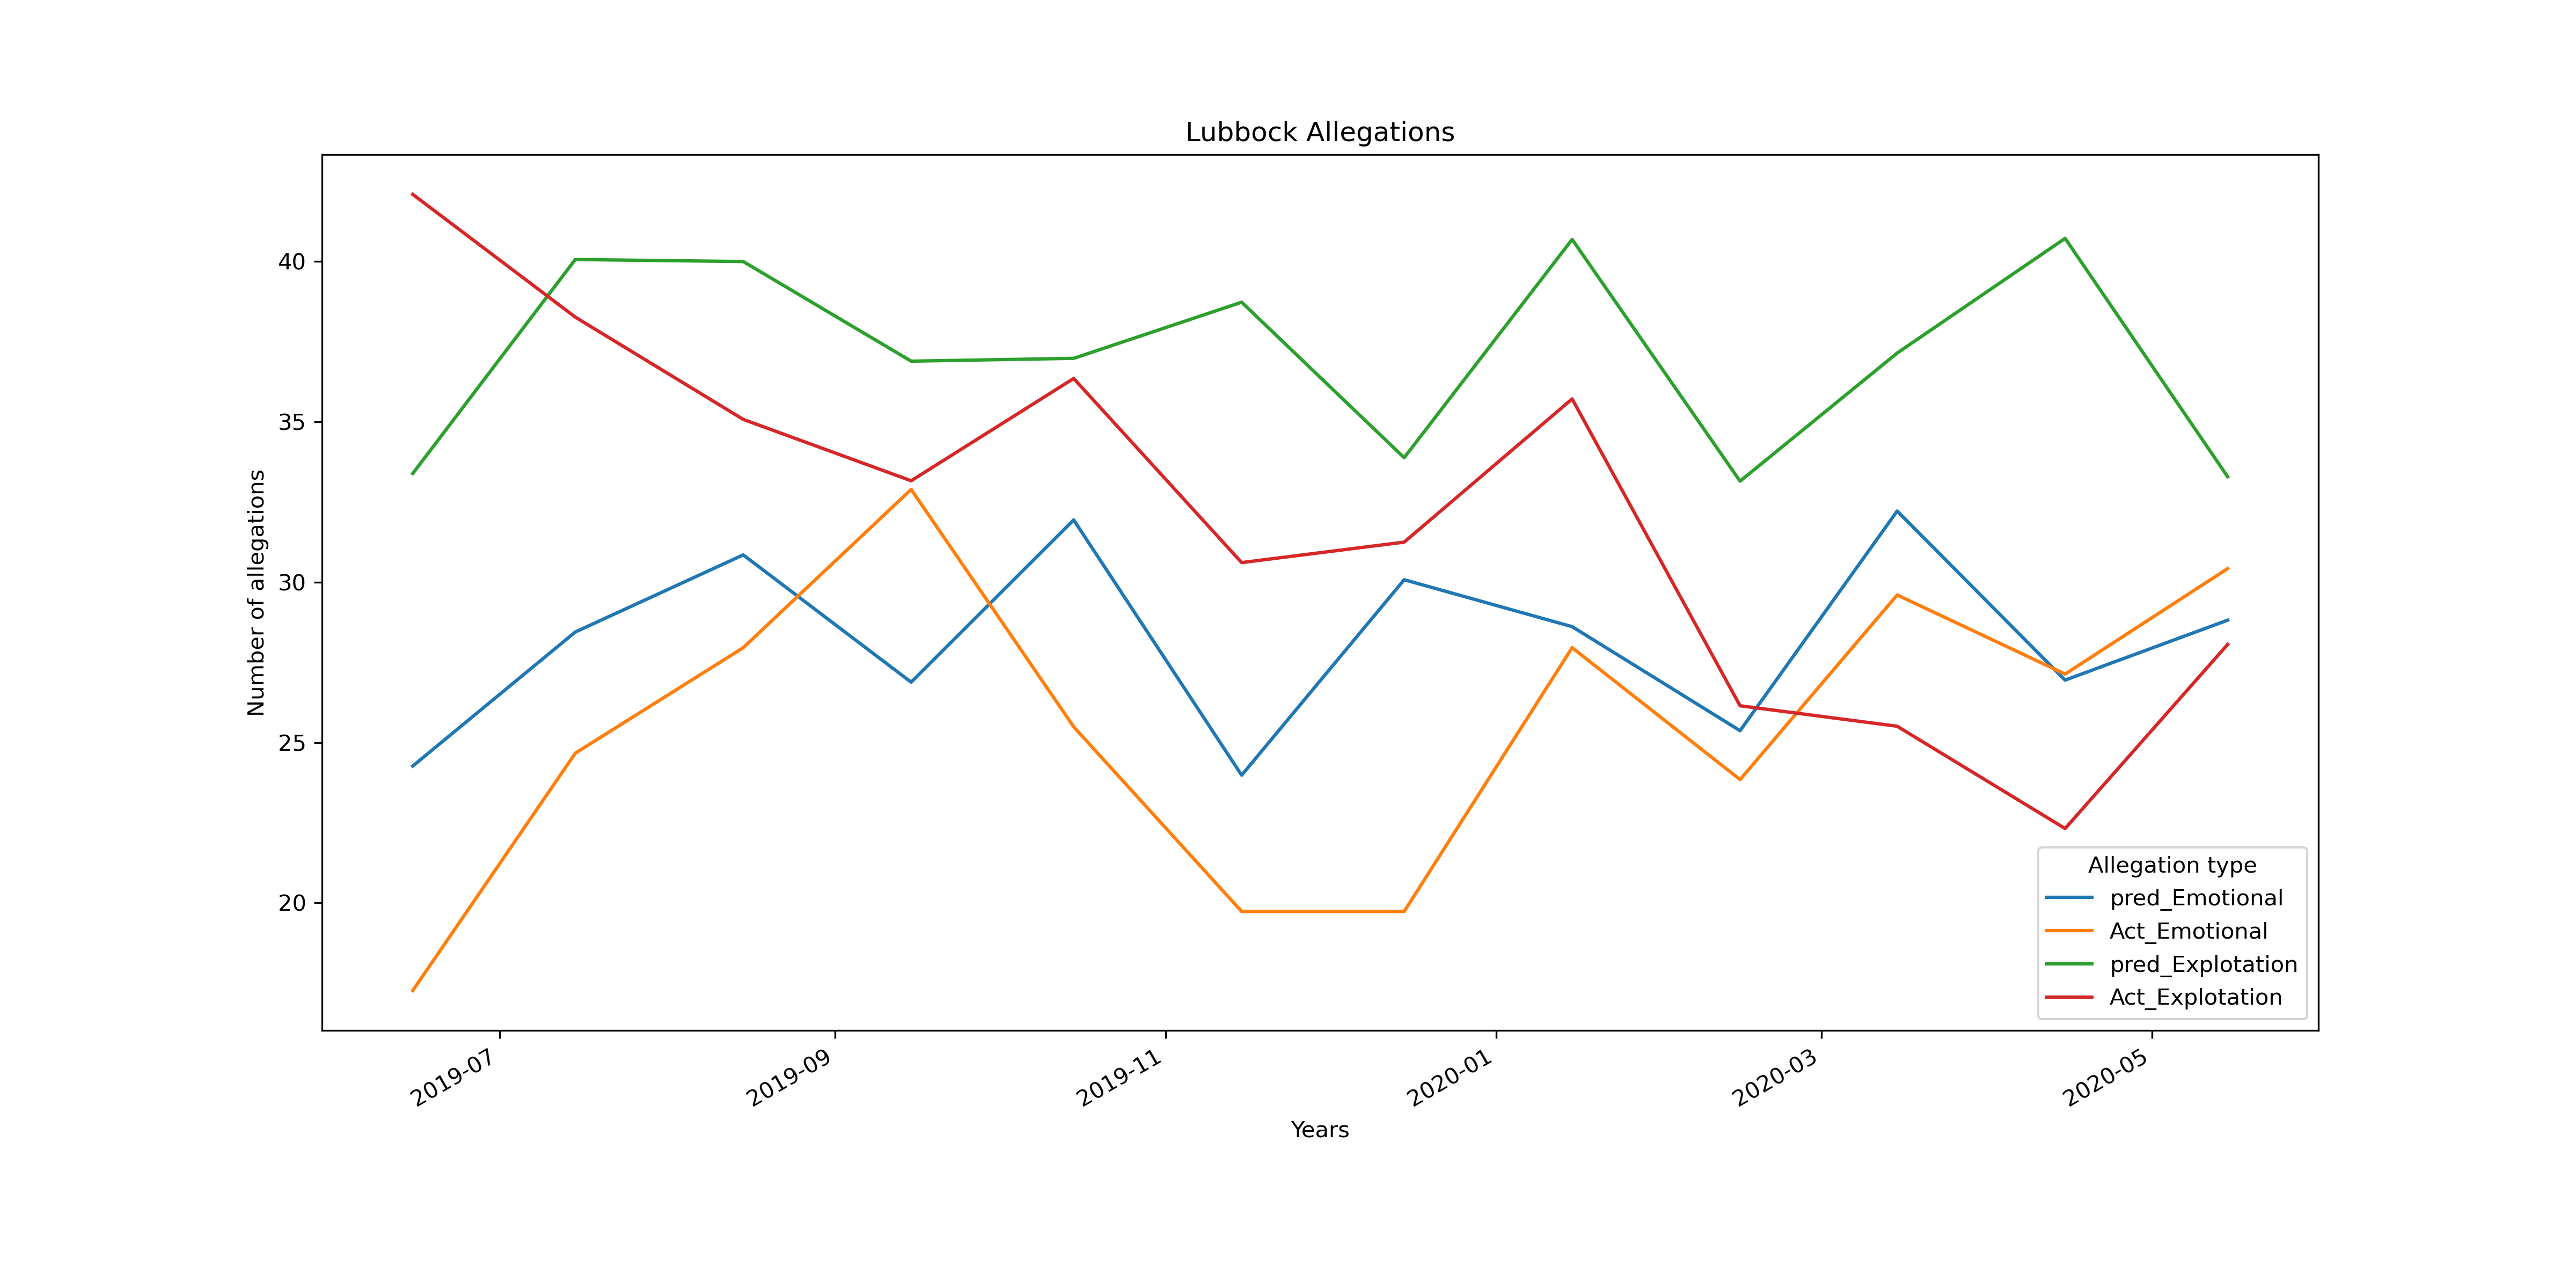 Lubbock Allegations
Number of allegations
40
35
30
25
20
2019-07
2019-09
2019-11
2020-01
2020-03
2020-05
Years
Allegation type
pred_Emotional
Act_Emotional
pred_Explotation
Act_Explotation